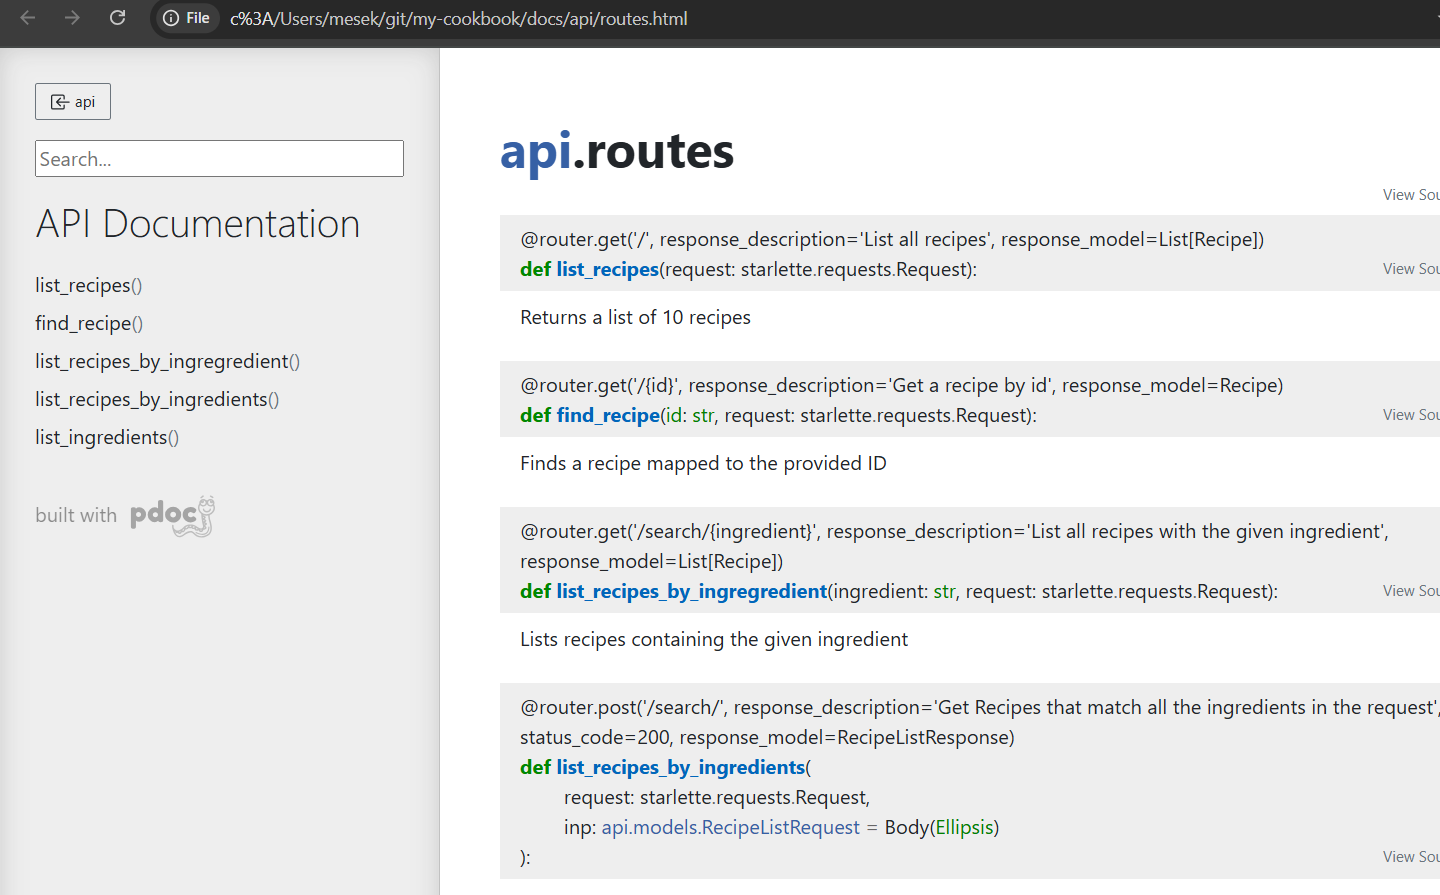 File c%3A/Users/mesek/git/my-cookbook/docs/api/routes.html
api
Search...
API Documentation
list_recipes()
find_recipe()
list_recipes_by_ingregredient()
list_recipes_by_ingredients()
list_ingredients()
built with pdoc
api.routes
View Sou
@router.get('/', response_description='List all recipes', response_model=List[Recipe])
def list_recipes(request: starlette.requests.Request):
View Sou
Returns a list of 10 recipes
@router.get('/{id}', response_description='Get a recipe by id', response_model=Recipe)
def find_recipe(id: str, request: starlette.requests.Request):
View Sou
Finds a recipe mapped to the provided ID
@router.get('/search/{ingredient}', response_description='List all recipes with the given ingredient',
response_model=List[Recipe])
def list_recipes_by_ingregredient(ingredient: str, request: starlette.requests.Request):
View Sou
Lists recipes containing the given ingredient
@router.post('/search/', response_description='Get Recipes that match all the ingredients in the request',
status_code=200, response_model=RecipeListResponse)
def list_recipes_by_ingredients(
request: starlette.requests.Request,
inp: api.models.RecipeListRequest = Body(Ellipsis)
):
View Sou